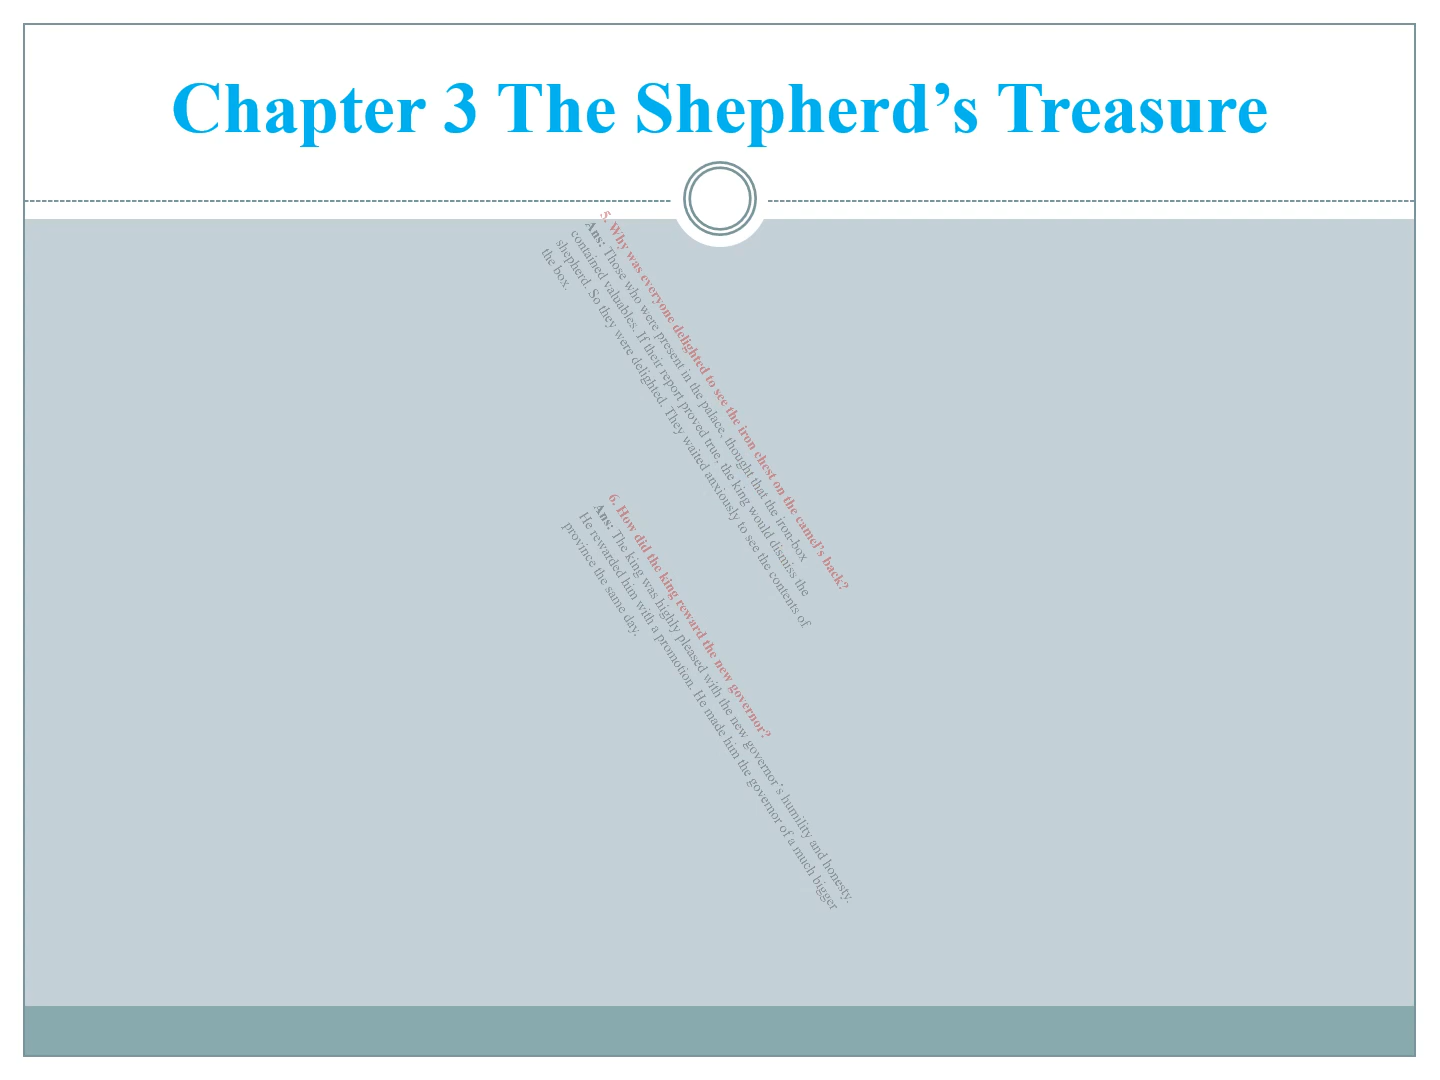 Chapter 3 The Shepherd’s Treasure
5. Why was everyone delighted to see the iron chest on the camel’s back?
Ans: Those who were present in the palace, thought that the iron-box
contained valuables. If their report proved true, the king would dismiss the
shepherd. So they were delighted. They waited anxiously to see the contents of
the box.
6. How did the king reward the new governor?
Ans: The king was highly pleased with the new governor’s humility and honesty.
He rewarded him with a promotion. He made him the governor of a much bigger
province the same day.